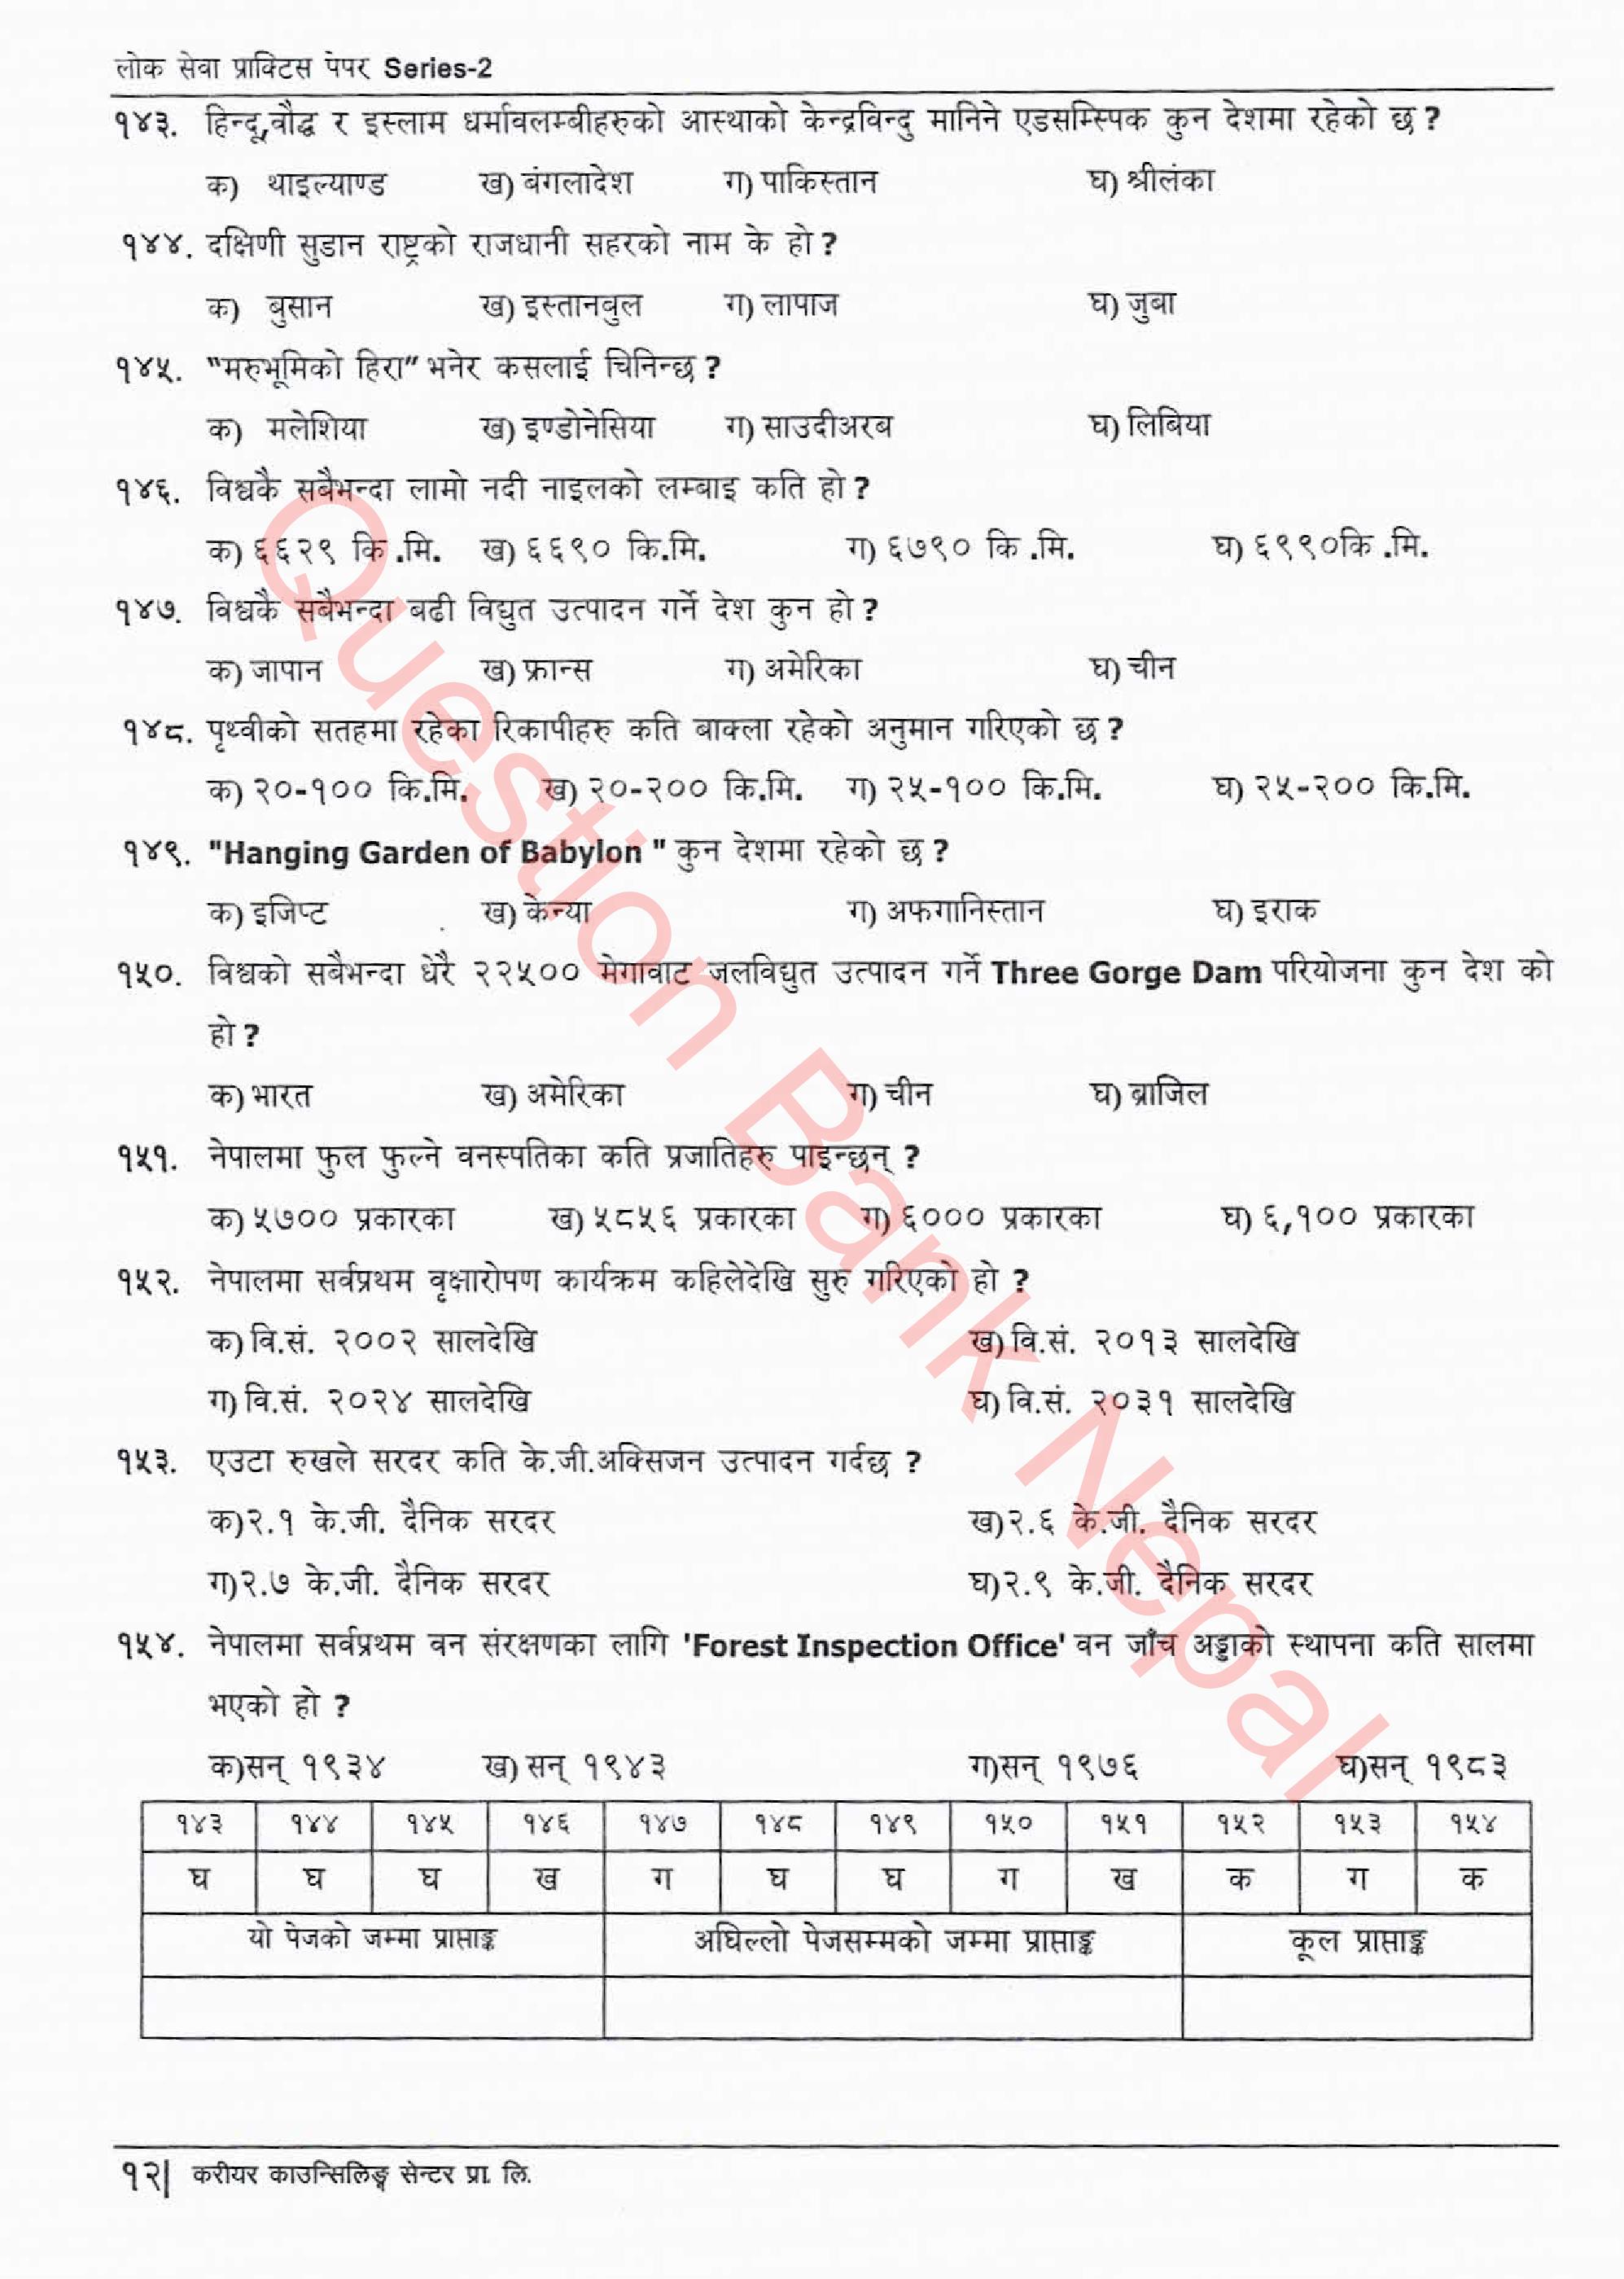 लोक सेवा प्राक्टिस पेपर Series-2
१४३. हिन्दू,वौद्ध र इस्लाम धर्मावलम्बीहरुको आस्थाको केन्द्रविन्दु मानिने एडसम्स्पिक कुन देशमा रहेको छ ?
क) थाइल्याण्ड ख) बंगलादेश ग) पाकिस्तान घ) श्रीलंका
१४४. दक्षिणी सुडान राष्ट्रको राजधानी सहरको नाम के हो ?
क) बुसान ख) इस्तानबुल ग) लापाज घ) जुबा
१४५. "मरुभूमिको हिरा" भनेर कसलाई चिनिन्छ ?
क) मलेशिया ख) इण्डोनेसिया ग) साउदीअरब घ) लिबिया
१४६. विश्वकै सबैभन्दा लामो नदी नाइलको लम्बाइ कति हो ?
क) ६६२९ कि .मि. ख) ६६९० कि.मि. ग) ६७९० कि .मि. घ) ६९९०कि .मि.
१४७. विश्वकै सबैभन्दा बढी विद्युत उत्पादन गर्ने देश कुन हो ?
क) जापान ख) फ्रान्स ग) अमेरिका घ) चीन
१४८. पृथ्वीको सतहमा रहेका रिकापीहरु कति बाक्ला रहेको अनुमान गरिएको छ ?
क) २०-१०० कि.मि. ख) २०-२०० कि.मि. ग) २५-१०० कि.मि. घ) २५-२०० कि.मि.
१४९. "Hanging Garden of Babylon " कुन देशमा रहेको छ ?
क) इजिप्ट ख) केन्या ग) अफगानिस्तान घ) इराक
१५०. विश्वको सबैभन्दा धेरै २२५०० मेगावाट जलविद्युत उत्पादन गर्ने Three Gorge Dam परियोजना कुन देश को
हो ?
क) भारत ख) अमेरिका ग) चीन घ) ब्राजिल
१५१. नेपालमा फुल फुल्ने वनस्पतिका कति प्रजातिहरु पाइन्छन् ?
क) ५७०० प्रकारका ख) ५८५६ प्रकारका ग) ६००० प्रकारका घ) ६,१०० प्रकारका
१५२. नेपालमा सर्वप्रथम वृक्षारोपण कार्यक्रम कहिलेदेखि सुरु गरिएको हो ?
क) वि.सं. २००२ सालदेखि ख) वि.सं. २०१३ सालदेखि
ग) वि.सं. २०२४ सालदेखि घ) वि.सं. २०३१ सालदेखि
१५३. एउटा रुखले सरदर कति के.जी.अक्सिजन उत्पादन गर्दछ ?
क)२.१ के.जी. दैनिक सरदर ख)२.६ के.जी. दैनिक सरदर
ग)२.७ के.जी. दैनिक सरदर घ)२.९ के.जी. दैनिक सरदर
१५४. नेपालमा सर्वप्रथम वन संरक्षणका लागि 'Forest Inspection Office' वन जाँच अड्डाको स्थापना कति सालमा
भएको हो ?
क)सन् १९३४ ख) सन् १९४३ ग)सन् १९७६ घ)सन् १९८३
१४३ १४४ १४५ १४६ १४७ १४८ १४९ १५० १५१ १५२ १५३ १५४
घ घ घ ख ग घ घ ग ख क ग क
यो पेजको जम्मा प्राप्ताङ्क अघिल्लो पेजसम्मको जम्मा प्राप्ताङ्क कूल प्राप्ताङ्क
१२| करीयर काउन्सिलिङ्ग सेन्टर प्रा. लि.
Question Bank Nepal